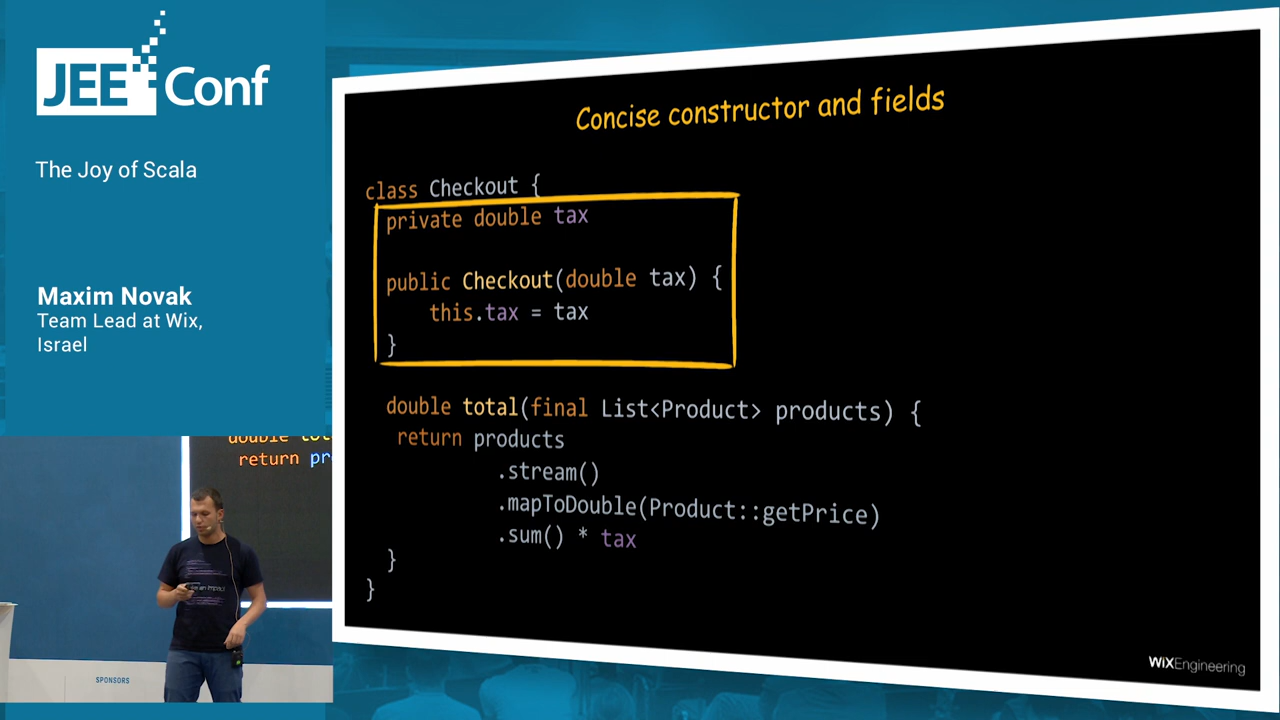 JEE Conf
The Joy of Scala
Maxim Novak
Team Lead at Wix,
Israel
Concise constructor and fields
class Checkout {
private double tax
public Checkout(double tax) {
this.tax = tax
}
double total(final List<Product> products) {
return products
.stream()
.mapToDouble(Product::getPrice)
.sum() * tax
}
}
WiXEngineering
return pr
SPONSORS